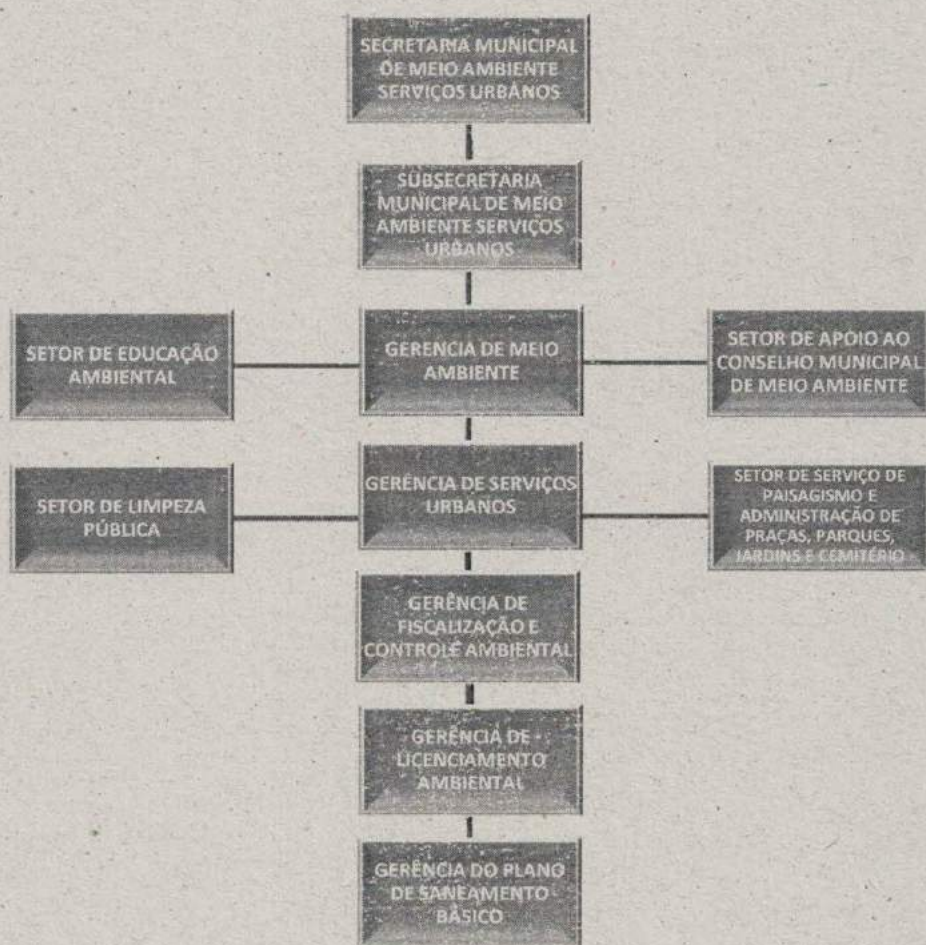 SECRETARIA MUNICIPAL
DE MEIO AMBIENTE
SERVIÇOS URBANOS
SUBSECRETARIA
MUNICIPAL DE MEIO
AMBIENTE SERVIÇOS
URBANOS
SETOR DE EDUCAÇÃO
AMBIENTAL
GERENCIA DE MEIO
AMBIENTE
SETOR DE APOIO AO
CONSELHO MUNICIPAL
DE MEIO AMBIENTE
SETOR DE LIMPEZA
PÚBLICA
GERÊNCIA DE SERVIÇOS
URBANOS
SETOR DE SERVIÇO DE
PAISAGISMO E
ADMINISTRAÇÃO DE
PRAÇAS, PARQUES,
JARDINS E CEMITÉRIO
GERÊNCIA DE
FISCALIZAÇÃO E
CONTROLE AMBIENTAL
GERÊNCIA DE
LICENCIAMENTO
AMBIENTAL
GERÊNCIA DO PLANO
DE SANEAMENTO
BÁSICO